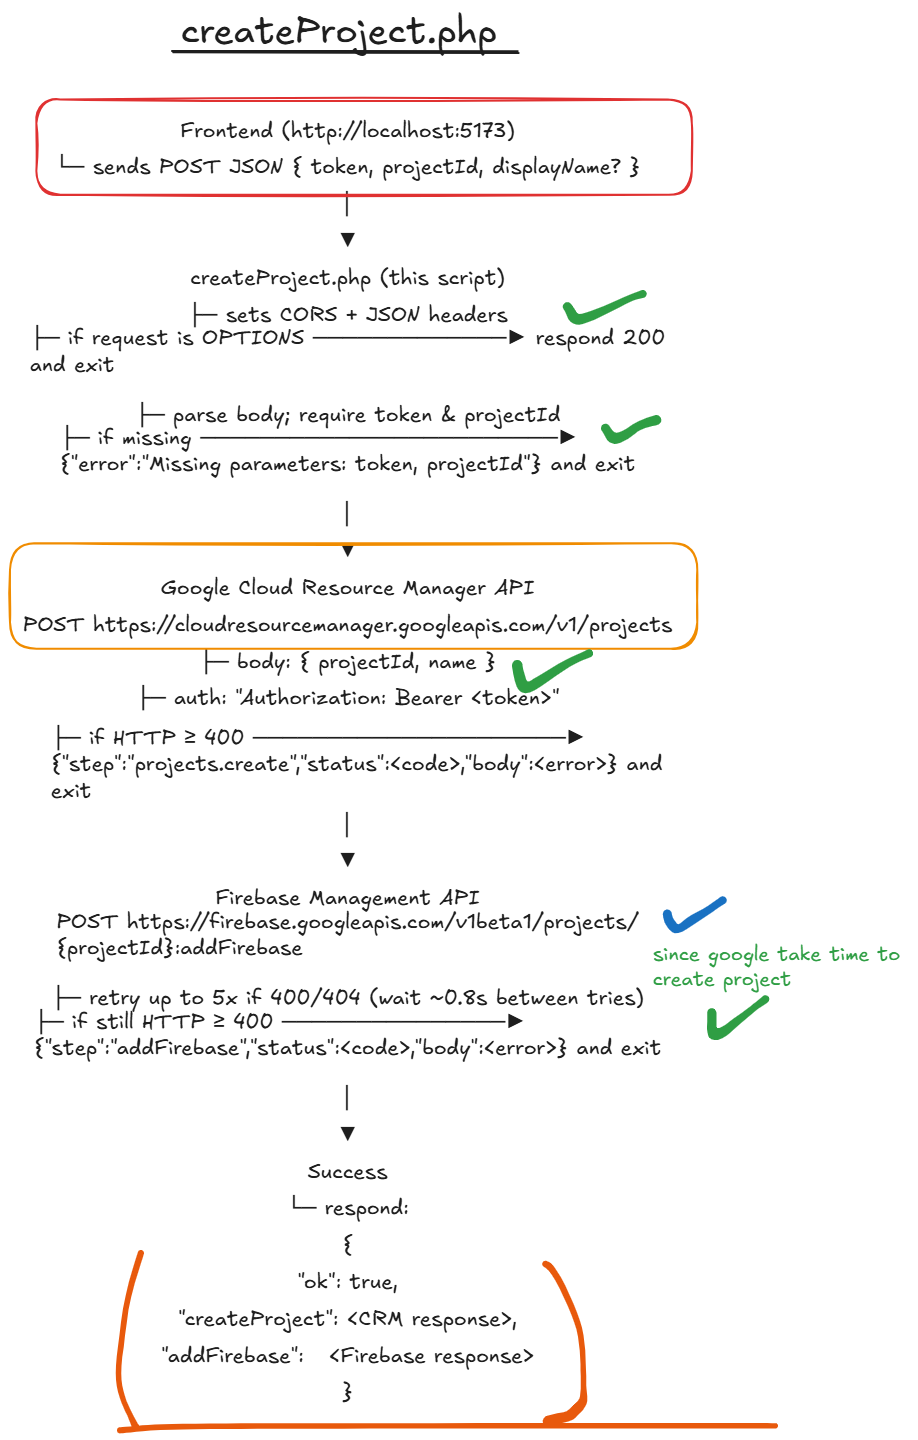 createProject.php
Frontend (http://localhost:5173)
└─ sends POST JSON { token, projectId, displayName? }
│
▼
createProject.php (this script)
├─ sets CORS + JSON headers
├─ if request is OPTIONS ───────────────▶ respond 200
and exit
├─ parse body; require token & projectId
├─ if missing ───────────────────────────▶
{"error":"Missing parameters: token, projectId"} and exit
│
▼
Google Cloud Resource Manager API
POST https://cloudresourcemanager.googleapis.com/v1/projects
├─ body: { projectId, name }
├─ auth: "Authorization: Bearer <token>"
├─ if HTTP ≥ 400 ────────────────────────▶
{"step":"projects.create","status":<code>,"body":<error>} and
exit
│
▼
Firebase Management API
POST https://firebase.googleapis.com/v1beta1/projects/
{projectId}:addFirebase
since google take time to
create project
├─ retry up to 5x if 400/404 (wait ~0.8s between tries)
├─ if still HTTP ≥ 400 ─────────────────▶
{"step":"addFirebase","status":<code>,"body":<error>} and exit
│
▼
Success
└─ respond:
{
"ok": true,
"createProject": <CRM response>,
"addFirebase": <Firebase response>
}